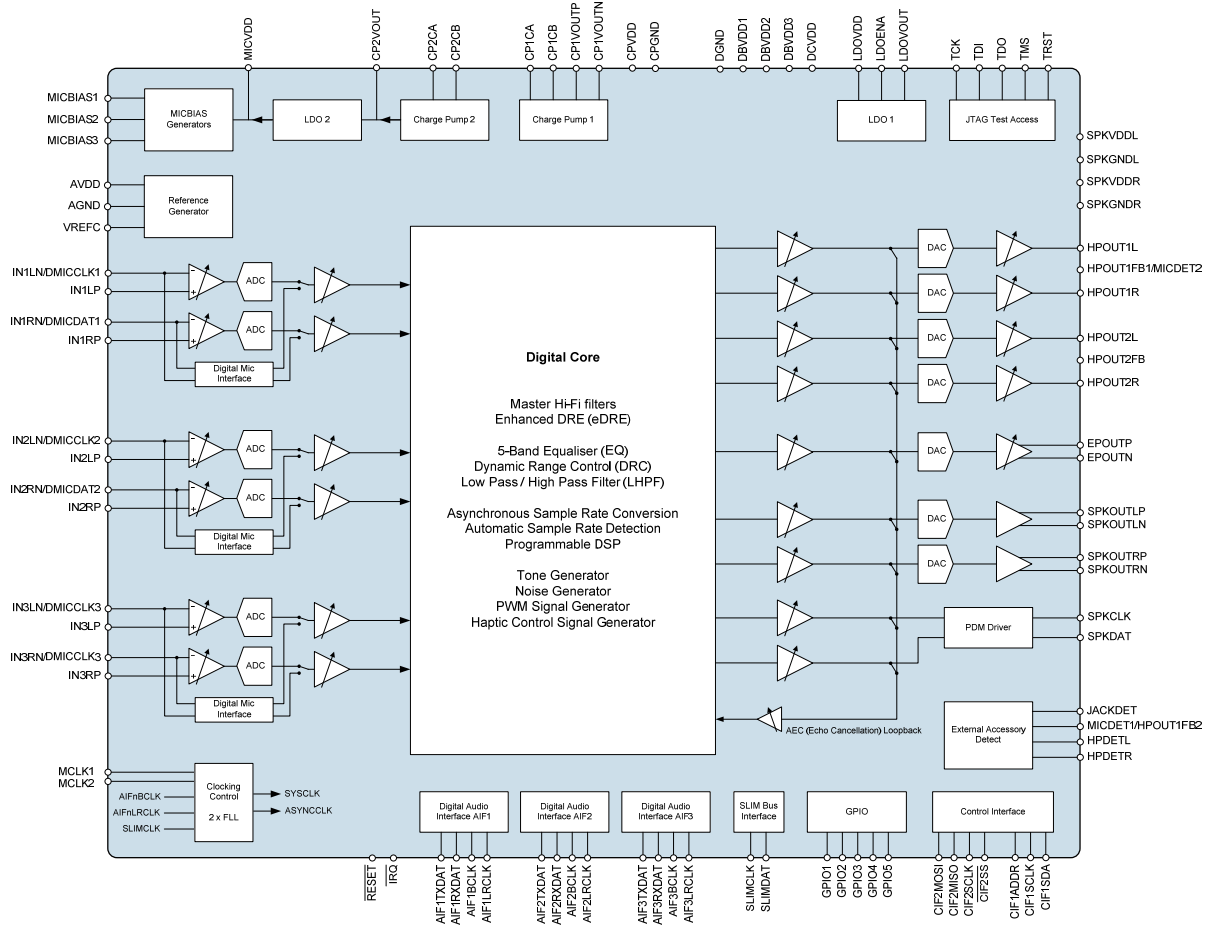 MICVDD
CP2VOUT
CP2CA
CP2CB
CP1CA
CP1CB
CP1VOUTP
CP1VOUTN
CPVDD
CPGND
DGND
DBVDD1
DBVDD2
DBVDD3
DCVDD
LDOVDD
LDOENA
LDOVOUT
TCK
TDI
TDO
TMS
TRST
MICBIAS1
MICBIAS2
MICBIAS3
MICBIAS
Generators
LDO 2
Charge Pump 2
Charge Pump 1
LDO 1
JTAG Test Access
SPKVDDL
SPKGNDL
SPKVDDR
SPKGNDR
AVDD
AGND
VREFC
Reference
Generator
IN1LN/DMICCLK1
IN1LP
IN1RN/DMICDAT1
IN1RP
- 
+
ADC
-
+
ADC
Digital Mic
Interface
IN2LN/DMICCLK2
IN2LP
IN2RN/DMICDAT2
IN2RP
-
+
ADC
-
+
ADC
Digital Mic
Interface
IN3LN/DMICCLK3
IN3LP
IN3RN/DMICCLK3
IN3RP
-
+
ADC
-
+
ADC
Digital Mic
Interface
Digital Core
Master Hi-Fi filters
Enhanced DRE (eDRE)
5-Band Equaliser (EQ)
Dynamic Range Control (DRC)
Low Pass / High Pass Filter (LHPF)
Asynchronous Sample Rate Conversion
Automatic Sample Rate Detection
Programmable DSP
Tone Generator
Noise Generator
PWM Signal Generator
Haptic Control Signal Generator
DAC
HPOUT1L
HPOUT1FB1/MICDET2
DAC
HPOUT1R
DAC
HPOUT2L
HPOUT2FB
DAC
HPOUT2R
DAC
EPOUTP
EPOUTN
DAC
SPKOUTLP
SPKOUTLN
DAC
SPKOUTRP
SPKOUTRN
PDM Driver
SPKCLK
SPKDAT
AEC (Echo Cancellation) Loopback
External Accessory
Detect
JACKDET
MICDET1/HPOUT1FB2
HPDETL
HPDETR
MCLK1
MCLK2
AIFnBCLK
AIFnLRCLK
SLIMCLK
Clocking
Control
2 x FLL
SYSCLK
ASYNCCLK
Digital Audio
Interface AIF1
Digital Audio
Interface AIF2
Digital Audio
Interface AIF3
SLIM Bus
Interface
GPIO
Control Interface
RESET
IRQ
AIF1TXDAT
AIF1RXDAT
AIF1BCLK
AIF1LRCLK
AIF2TXDAT
AIF2RXDAT
AIF2BCLK
AIF2LRCLK
AIF3TXDAT
AIF3RXDAT
AIF3BCLK
AIF3LRCLK
SLIMCLK
SLIMDAT
GPIO1
GPIO2
GPIO3
GPIO4
GPIO5
CIF2MOSI
CIF2MISO
CIF2SCLK
CIF2SS
CIF1ADDR
CIF1SCLK
CIF1SDA